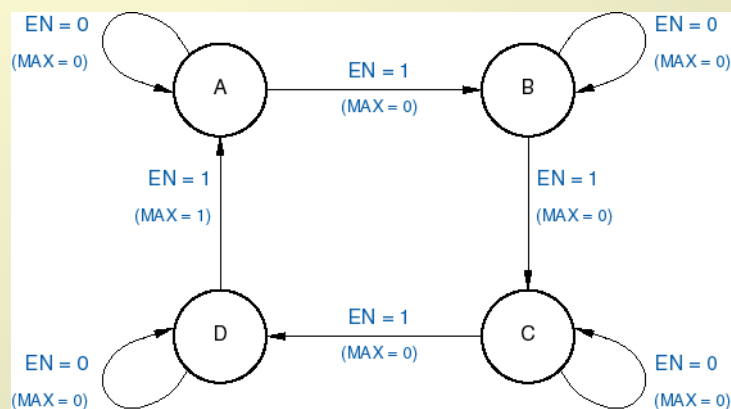 EN = 0
(MAX = 0)
A
EN = 1
(MAX = 0)
B
EN = 0
(MAX = 0)
EN = 1
(MAX = 1)
EN = 1
(MAX = 0)
EN = 0
(MAX = 0)
D
EN = 1
(MAX = 0)
C
EN = 0
(MAX = 0)